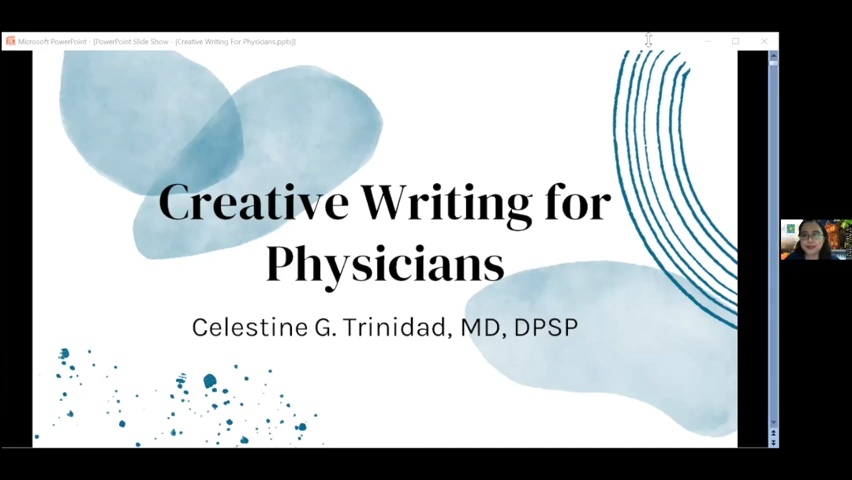 Microsoft PowerPoint - [PowerPoint Slide Show - [Creative Writing For Physicians.pptx]]
Creative Writing for
Physicians
Celestine G. Trinidad, MD, DPSP